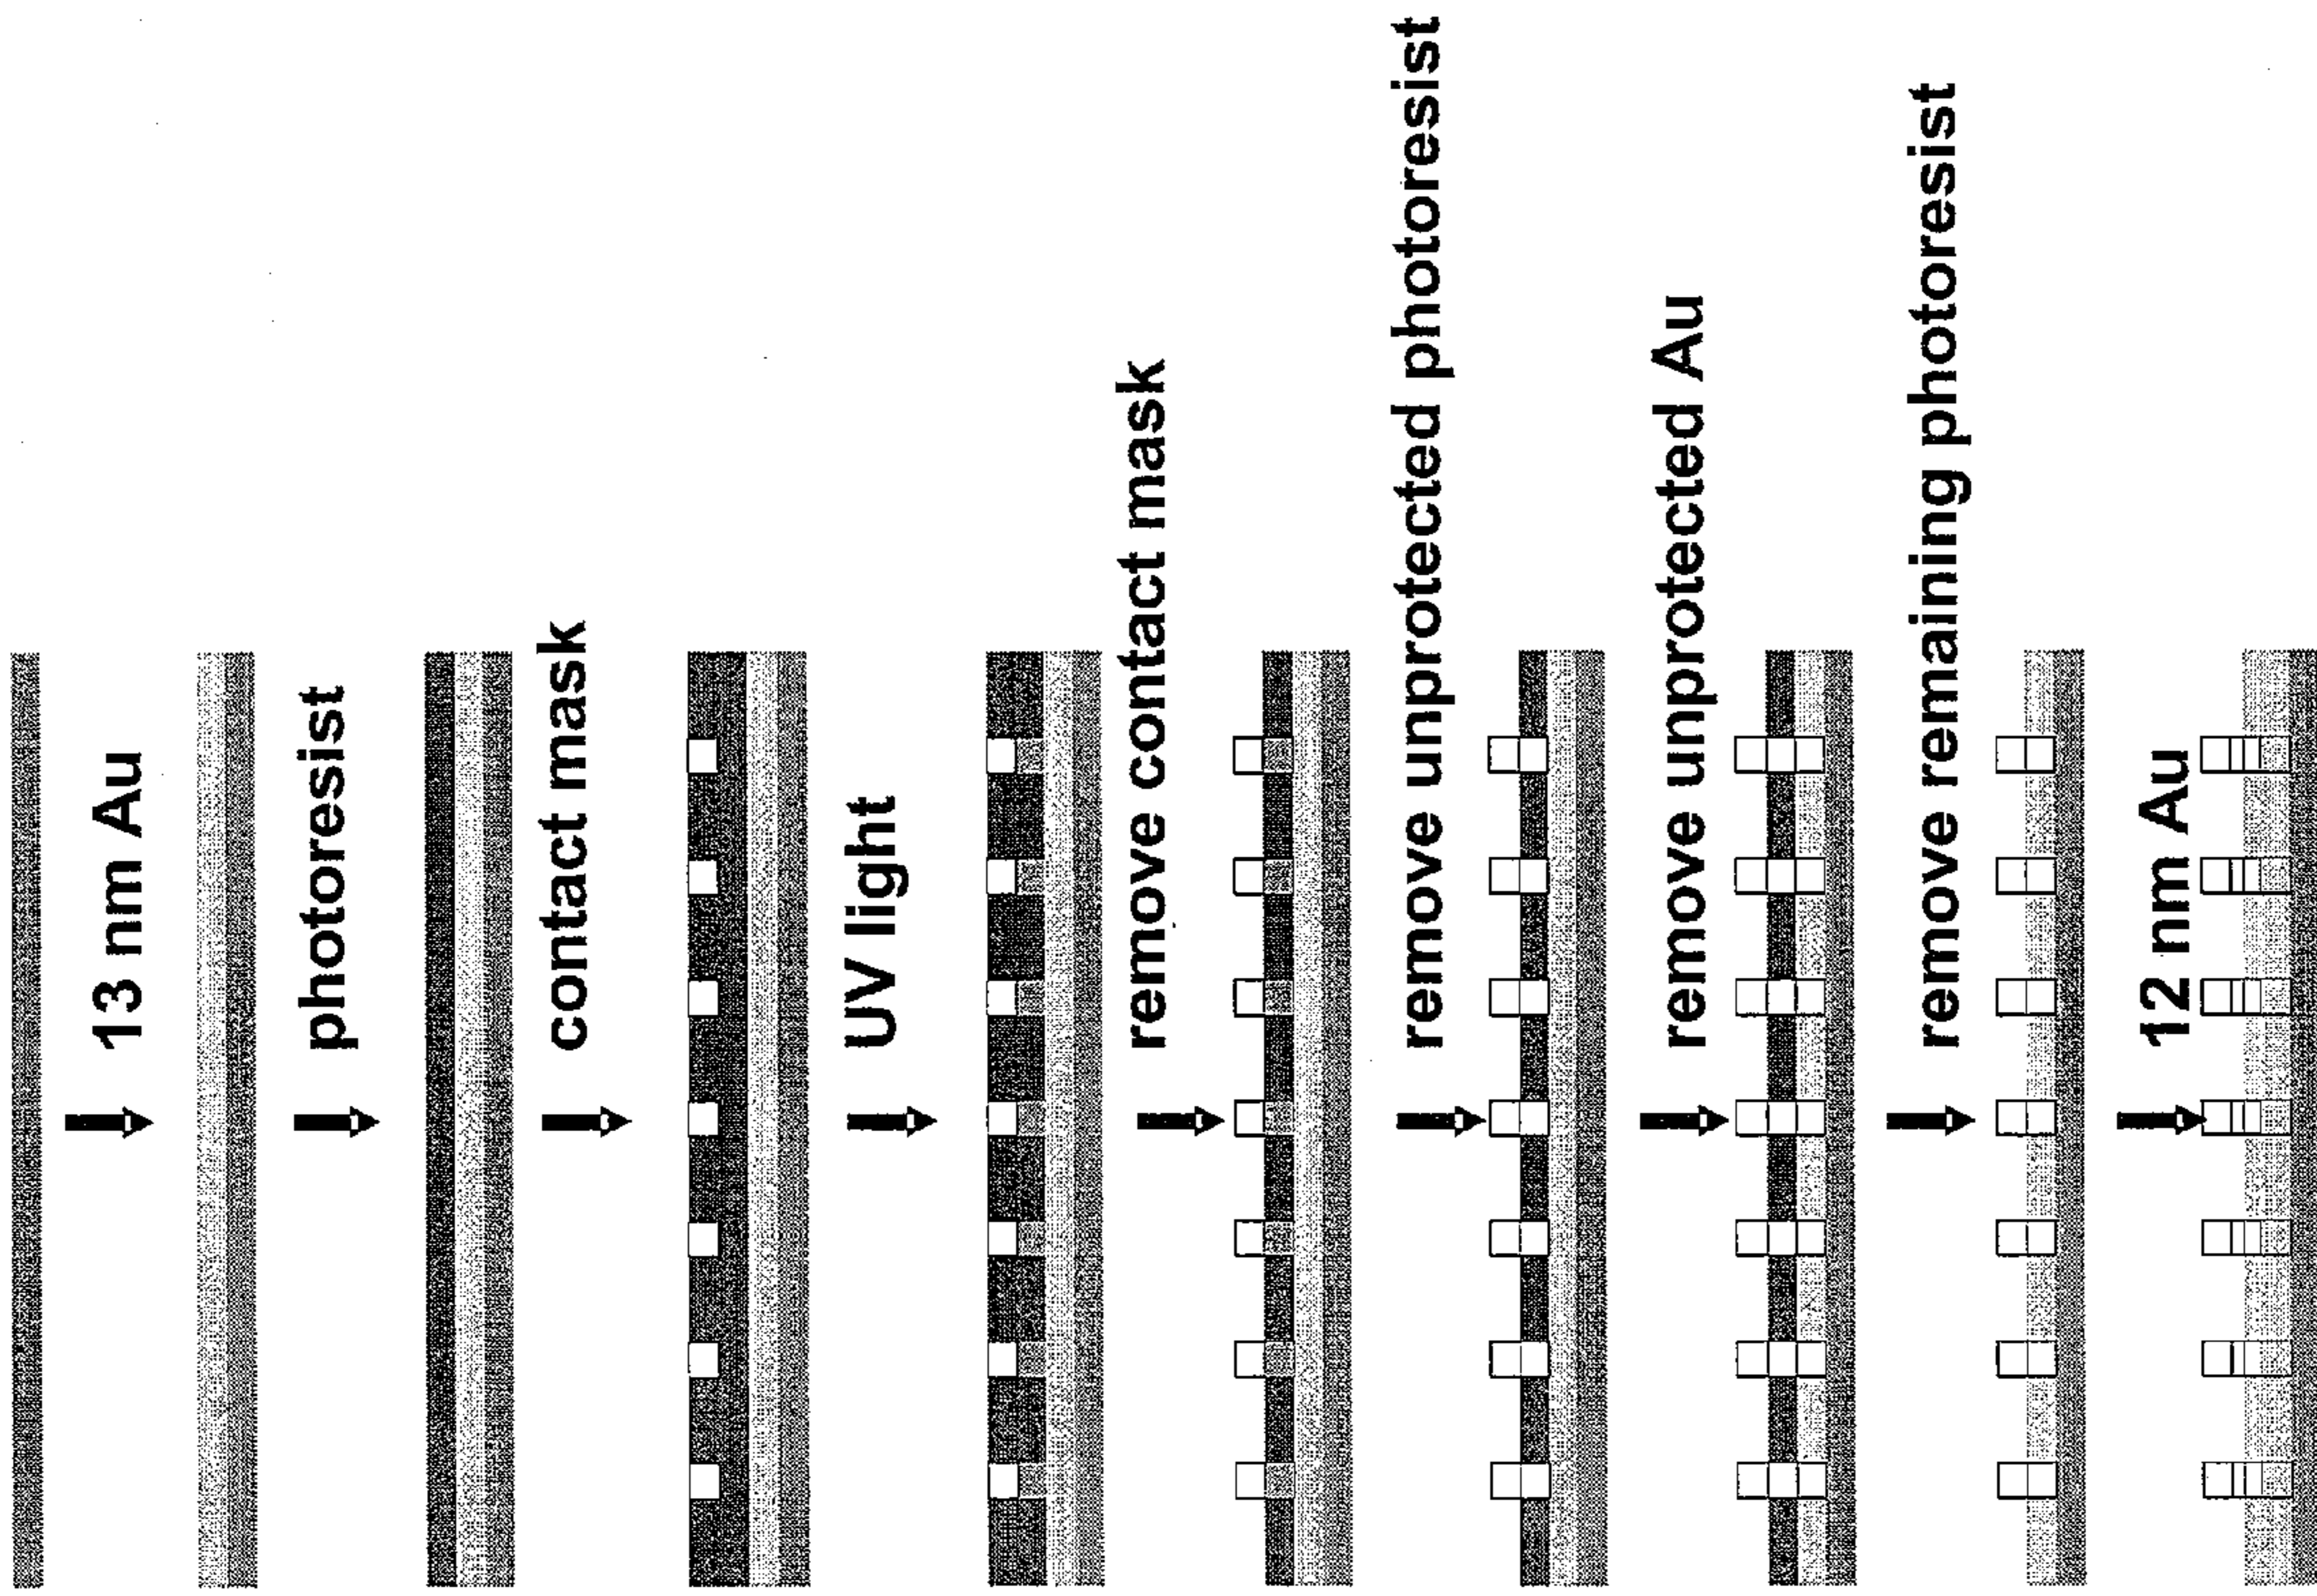 13 nm Au
photoresist
contact mask
UV light
remove contact mask
remove unprotected photoresist
remove unprotected Au
remove remaining photoresist
12 nm Au